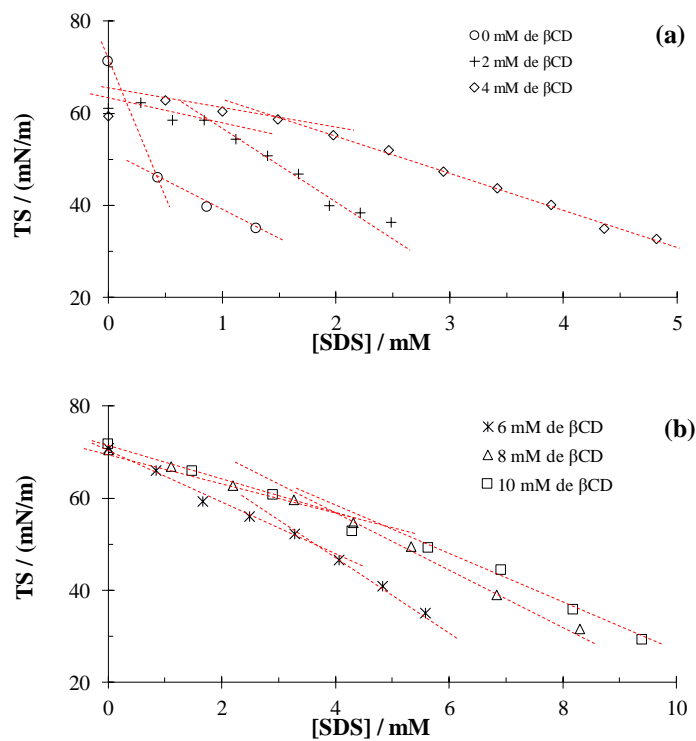 80
(a)
0 mM de βCD
2 mM de βCD
4 mM de βCD
60
TS / (mN/m)
40
20
0 1 2 3 4 5
[SDS] / mM
80
(b)
6 mM de βCD
8 mM de βCD
10 mM de βCD
60
TS / (mN/m)
40
20
0 2 4 6 8 10
[SDS] / mM